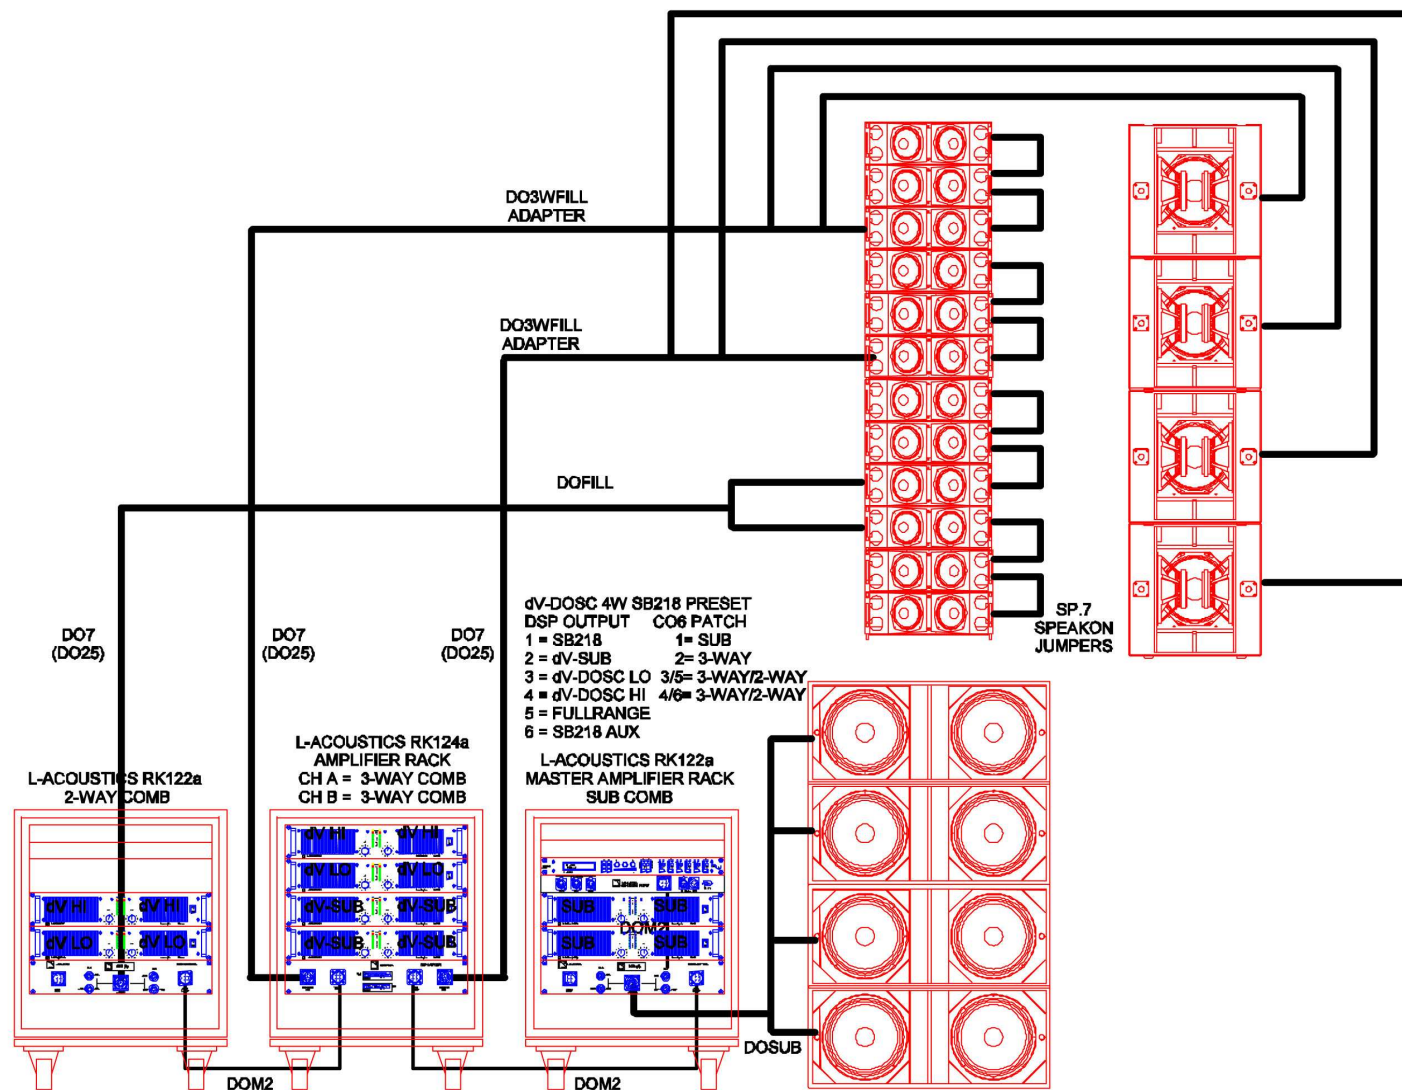 DO3WFILL
ADAPTER
DO3WFILL
ADAPTER
DOFILL
DO7
(DO25)
DO7
(DO25)
DO7
(DO25)
dV-DOSC 4W SB218 PRESET
DSP OUTPUT CO6 PATCH
1 = SB218 1= SUB
2 = dV-SUB 2= 3-WAY
3 = dV-DOSC LO 3/5= 3-WAY/2-WAY
4 = dV-DOSC HI 4/6= 3-WAY/2-WAY
5 = FULLRANGE
6 = SB218 AUX
SP.7
SPEAKON
JUMPERS
L-ACOUSTICS RK122a
2-WAY COMB
L-ACOUSTICS RK124a
AMPLIFIER RACK
CH A = 3-WAY COMB
CH B = 3-WAY COMB
L-ACOUSTICS RK122a
MASTER AMPLIFIER RACK
SUB COMB
dV HI dV HI
dV LO dV LO
dV HI dV HI
dV LO dV LO
dV-SUB dV-SUB
dV-SUB dV-SUB
SUB SUB
DOM2
SUB SUB
DOSUB
DOM2
DOM2